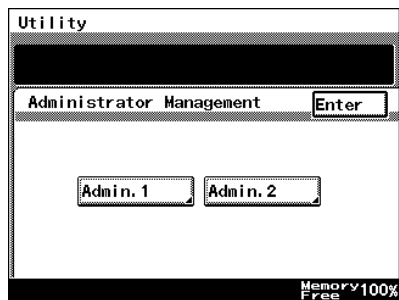 Utility
Administrator Management Enter
Admin. 1 Admin. 2
Memory
Free 100%